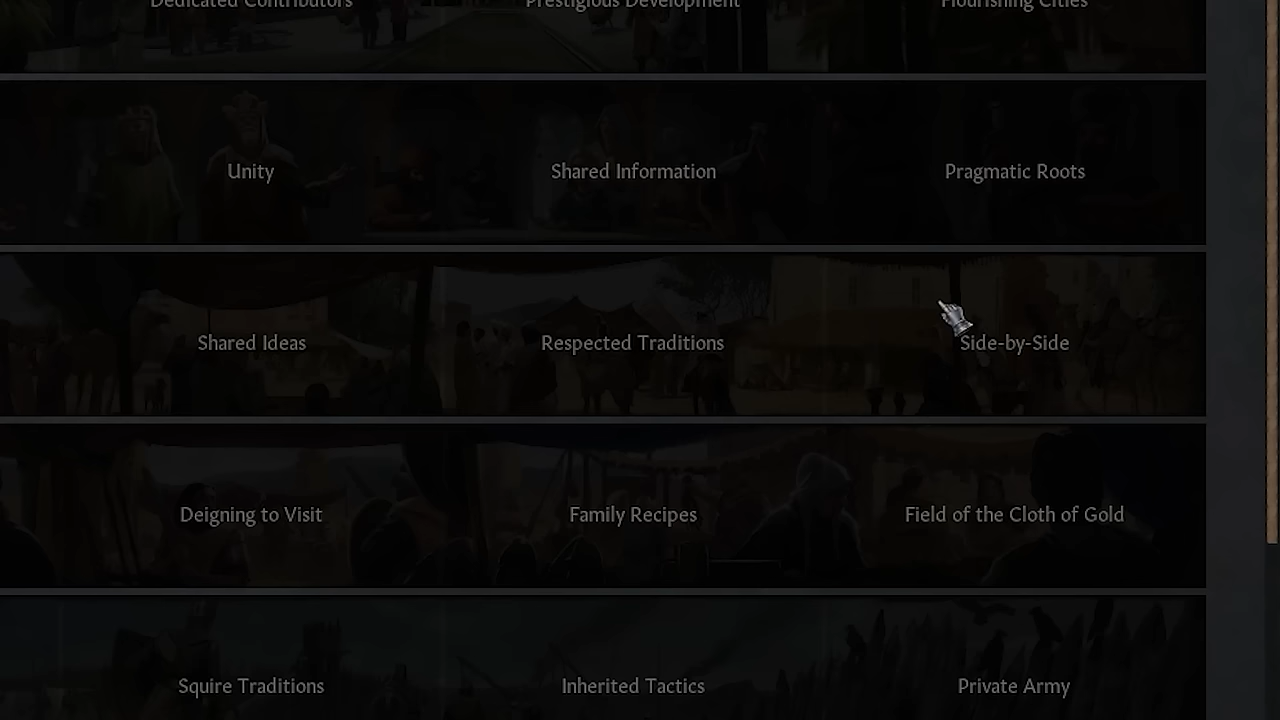 Dedicated Contributors
Prestigious Development
Flourishing Cities
Unity
Shared Information
Pragmatic Roots
Shared Ideas
Respected Traditions
Side-by-Side
Deigning to Visit
Family Recipes
Field of the Cloth of Gold
Squire Traditions
Inherited Tactics
Private Army